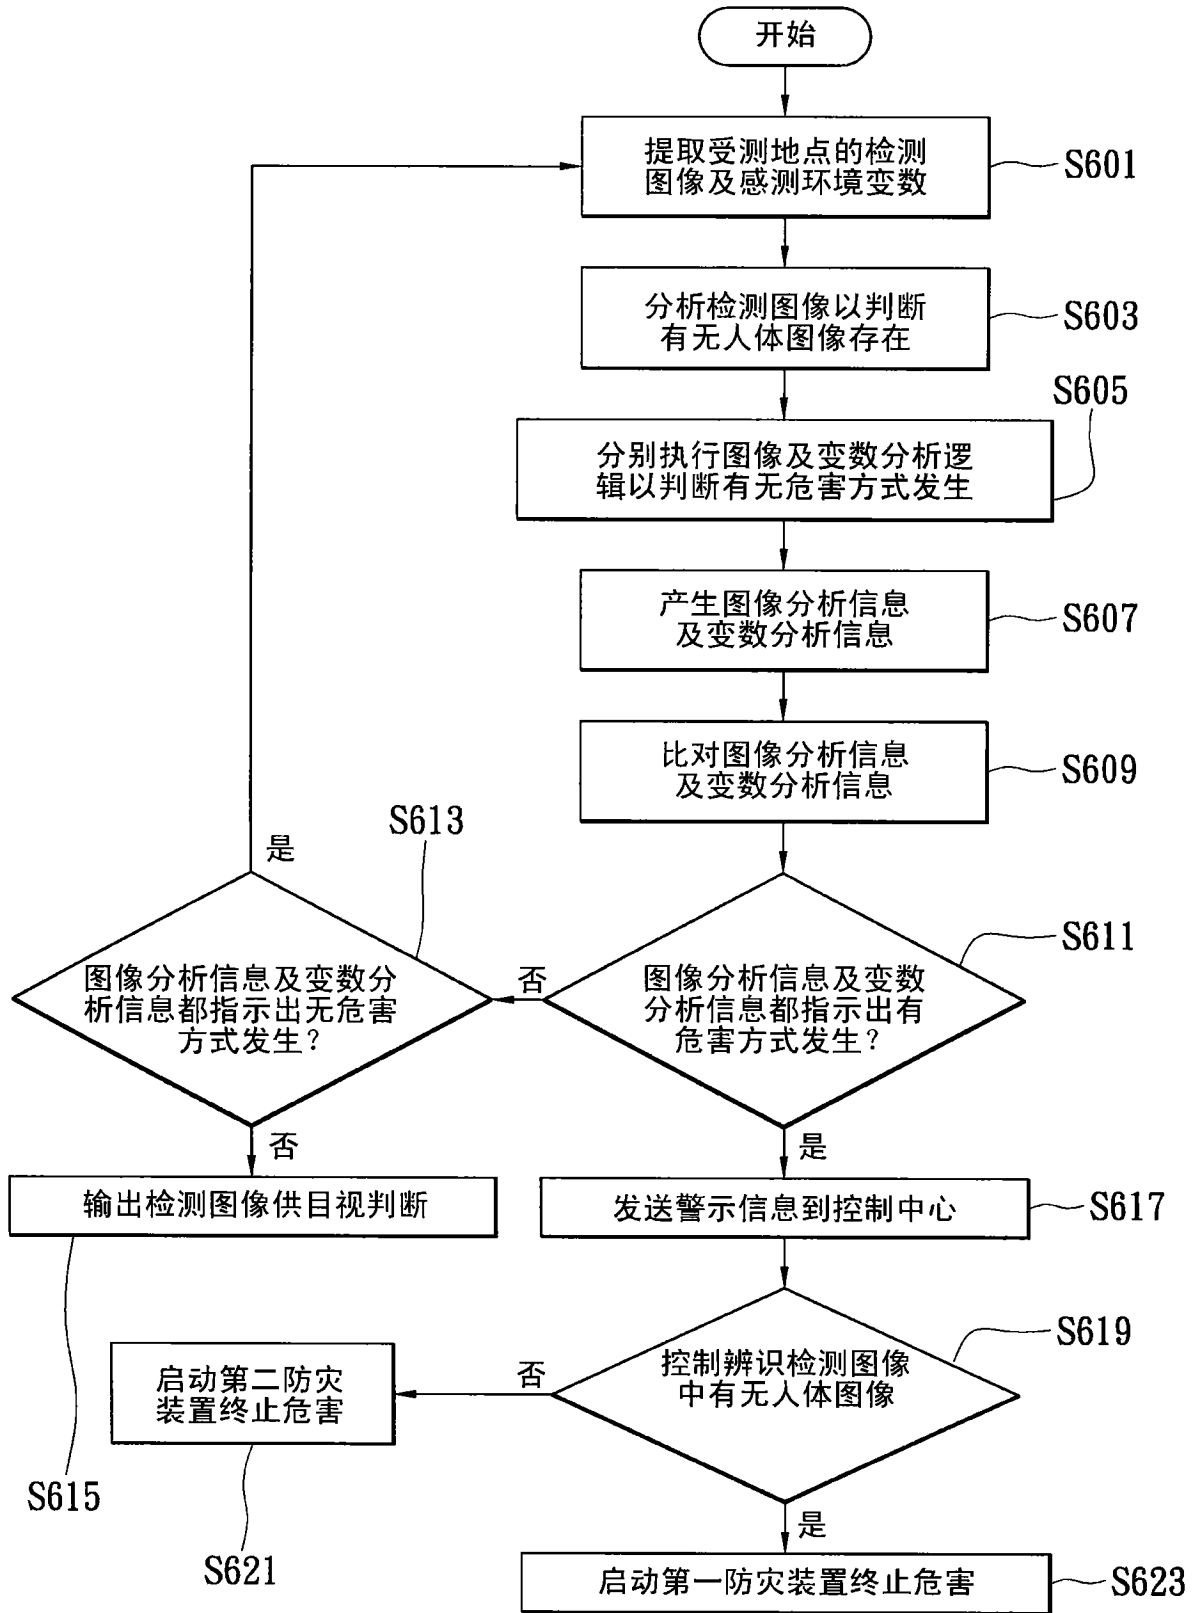 开始
提取受测地点的检测
图像及感测环境变数
S601
分析检测图像以判断
有无人体图像存在
S603
S605
分别执行图像及变数分析逻
辑以判断有无危害方式发生
产生图像分析信息
及变数分析信息
S607
比对图像分析信息
及变数分析信息
S609
S613
是
S611
图像分析信息及变数分
析信息都指示出无危害
方式发生?
否
图像分析信息及变数
分析信息都指示出有
危害方式发生?
否
是
输出检测图像供目视判断
发送警示信息到控制中心
S617
S619
控制辨识检测图像
中有无人体图像
否
启动第二防灾
装置终止危害
S615
S621
是
启动第一防灾装置终止危害
S623